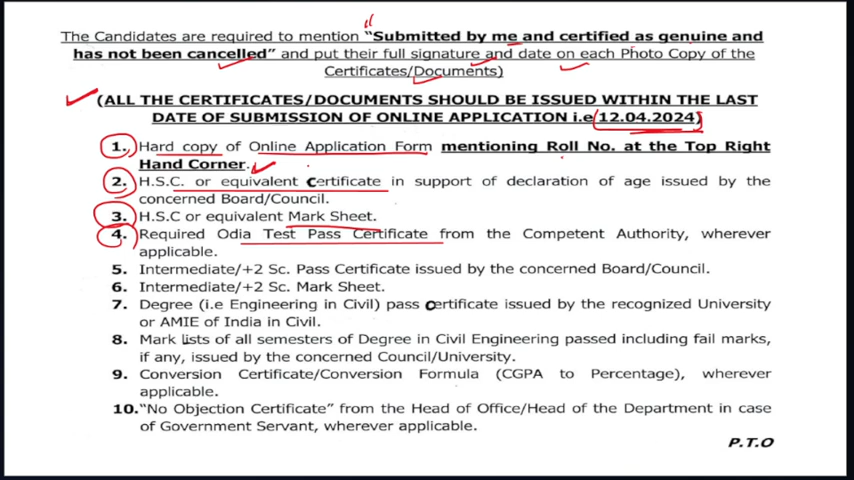 The Candidates are required to mention "Submitted by me and certified as genuine and
has not been cancelled" and put their full signature and date on each Photo Copy of the
Certificates/Documents)
(ALL THE CERTIFICATES/DOCUMENTS SHOULD BE ISSUED WITHIN THE LAST
DATE OF SUBMISSION OF ONLINE APPLICATION i.e 12.04.2024)
1. Hard copy of Online Application Form mentioning Roll No. at the Top Right
Hand Corner.
2. H.S.C. or equivalent certificate in support of declaration of age issued by the
concerned Board/Council.
3. H.S.C or equivalent Mark Sheet.
4. Required Odia Test Pass Certificate from the Competent Authority, wherever
applicable.
5. Intermediate/+2 Sc. Pass Certificate issued by the concerned Board/Council.
6. Intermediate/+2 Sc. Mark Sheet.
7. Degree (i.e Engineering in Civil) pass certificate issued by the recognized University
or AMIE of India in Civil.
8. Mark lists of all semesters of Degree in Civil Engineering passed including fail marks,
if any, issued by the concerned Council/University.
9. Conversion Certificate/Conversion Formula (CGPA to Percentage), wherever
applicable.
10. "No Objection Certificate" from the Head of Office/Head of the Department in case
of Government Servant, wherever applicable.
P.T.O